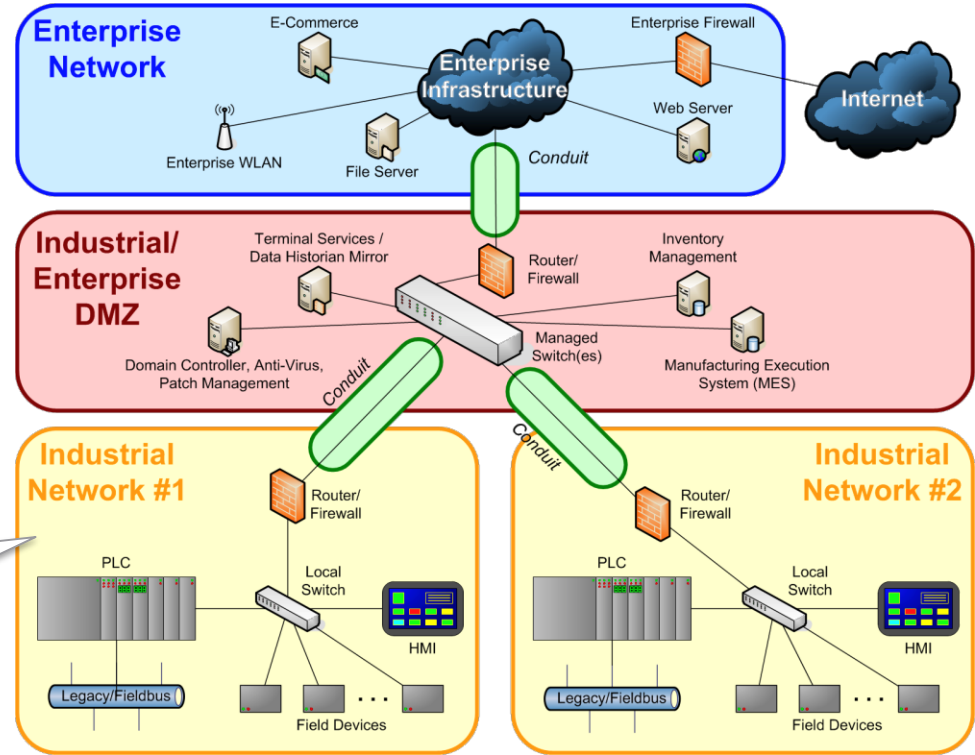 Enterprise
Network
E-Commerce
Enterprise Firewall
Enterprise
Infrastructure
Internet
Web Server
Enterprise WLAN
File Server
Conduit
Industrial/
Enterprise
DMZ
Terminal Services /
Data Historian Mirror
Router/
Firewall
Inventory
Management
Managed
Switch(es)
Domain Controller, Anti-Virus,
Patch Management
Manufacturing Execution
System (MES)
Conduit
Conduit
Industrial
Network #1
Router/
Firewall
PLC
Local
Switch
HMI
Legacy/Fieldbus
Field Devices
Industrial
Network #2
Router/
Firewall
PLC
Local
Switch
HMI
Legacy/Fieldbus
Field Devices